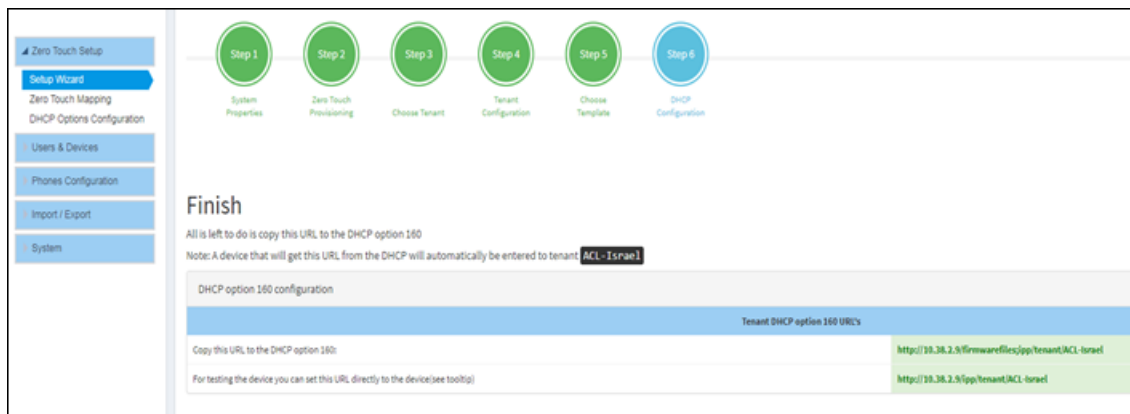 Zero Touch Setup
Setup Wizard
Zero Touch Mapping
DHCP Options Configuration
Users & Devices
Phones Configuration
Import / Export
System
Step 1
Step 2
Step 3
Step 4
Step 5
Step 6
System
Properties
Zero Touch
Provisioning
Choose Tenant
Tenant
Configuration
Choose
Template
DHCP
Configuration
Finish
All is left to do is copy this URL to the DHCP option 160
Note: A device that will get this URL from the DHCP will automatically be entered to tenant ACL-Israel
DHCP option 160 configuration
Tenant DHCP option 160 URL's
Copy this URL to the DHCP option 160:
http://10.38.2.9/firmwarefiles;ipp/tenant/ACL-Israel
For testing the device you can set this URL directly to the device(see tooltip)
http://10.38.2.9/ipp/tenant/ACL-Israel